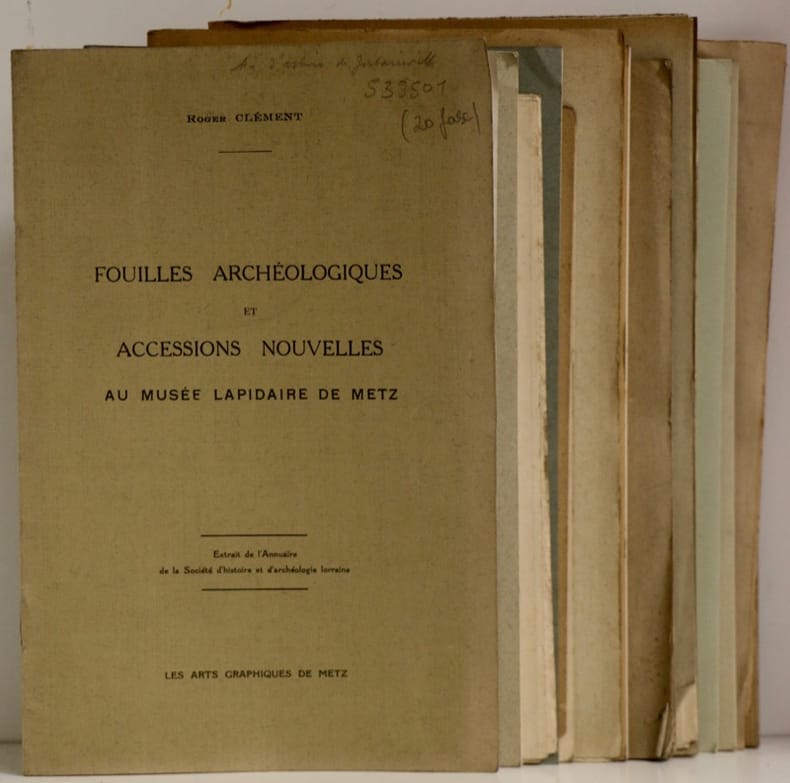 539501
ROGER CLÉMENT
(20 fasc)
FOUILLES ARCHÉOLOGIQUES
ET
ACCESSIONS NOUVELLES
AU MUSÉE LAPIDAIRE DE METZ
Extrait de l'Annuaire
de la Société d'histoire et d'archéologie lorraine
LES ARTS GRAPHIQUES DE METZ